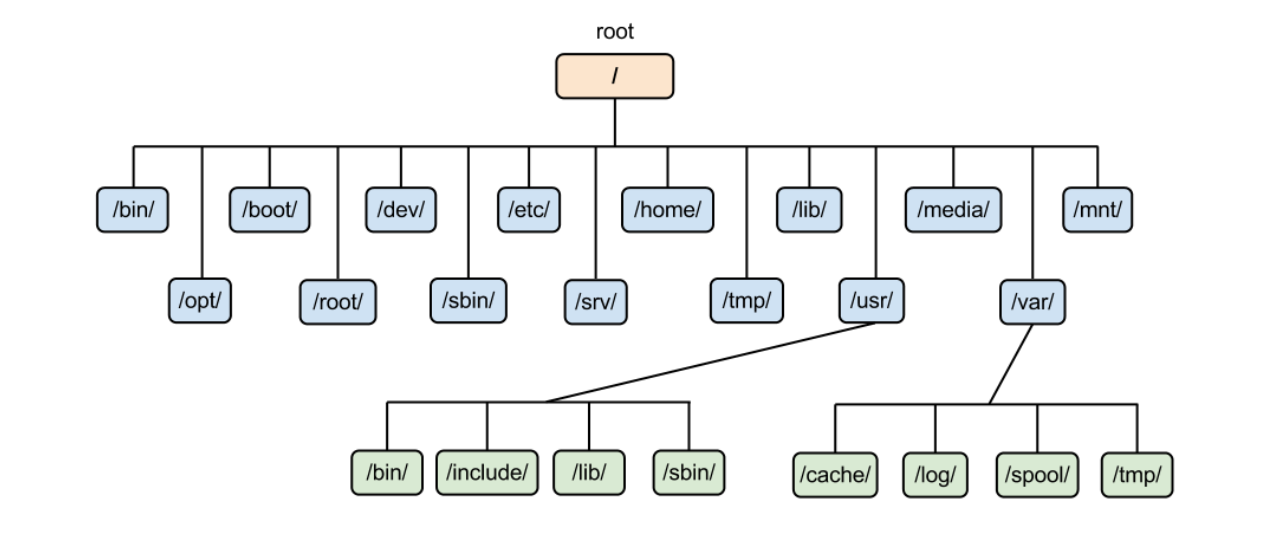 root
/
/bin/
/boot/
/dev/
/etc/
/home/
/lib/
/media/
/mnt/
/opt/
/root/
/sbin/
/srv/
/tmp/
/usr/
/var/
/bin/
/include/
/lib/
/sbin/
/cache/
/log/
/spool/
/tmp/